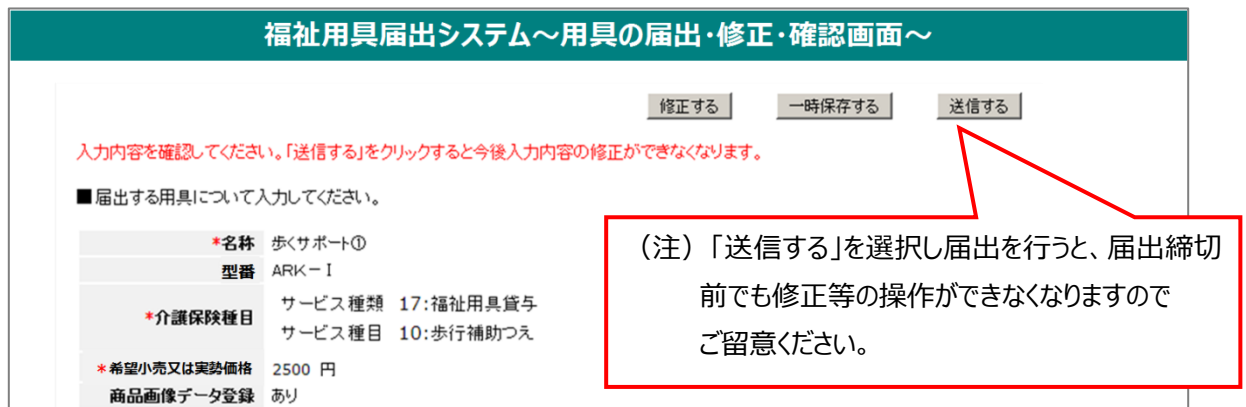 福祉用具届出システム～用具の届出･修正･確認画面～
修正する 一時保存する 送信する
入力内容を確認してください。「送信する」をクリックすると今後入力内容の修正ができなくなります。
■届出する用具について入力してください。
*名称 歩くサポート①
型番 ARK－I
*介護保険種目 サービス種類 17:福祉用具貸与
サービス種目 10:歩行補助つえ
*希望小売又は実勢価格 2500 円
商品画像データ登録 あり
（注）「送信する」を選択し届出を行うと、届出締切
前でも修正等の操作ができなくなりますので
ご留意ください。